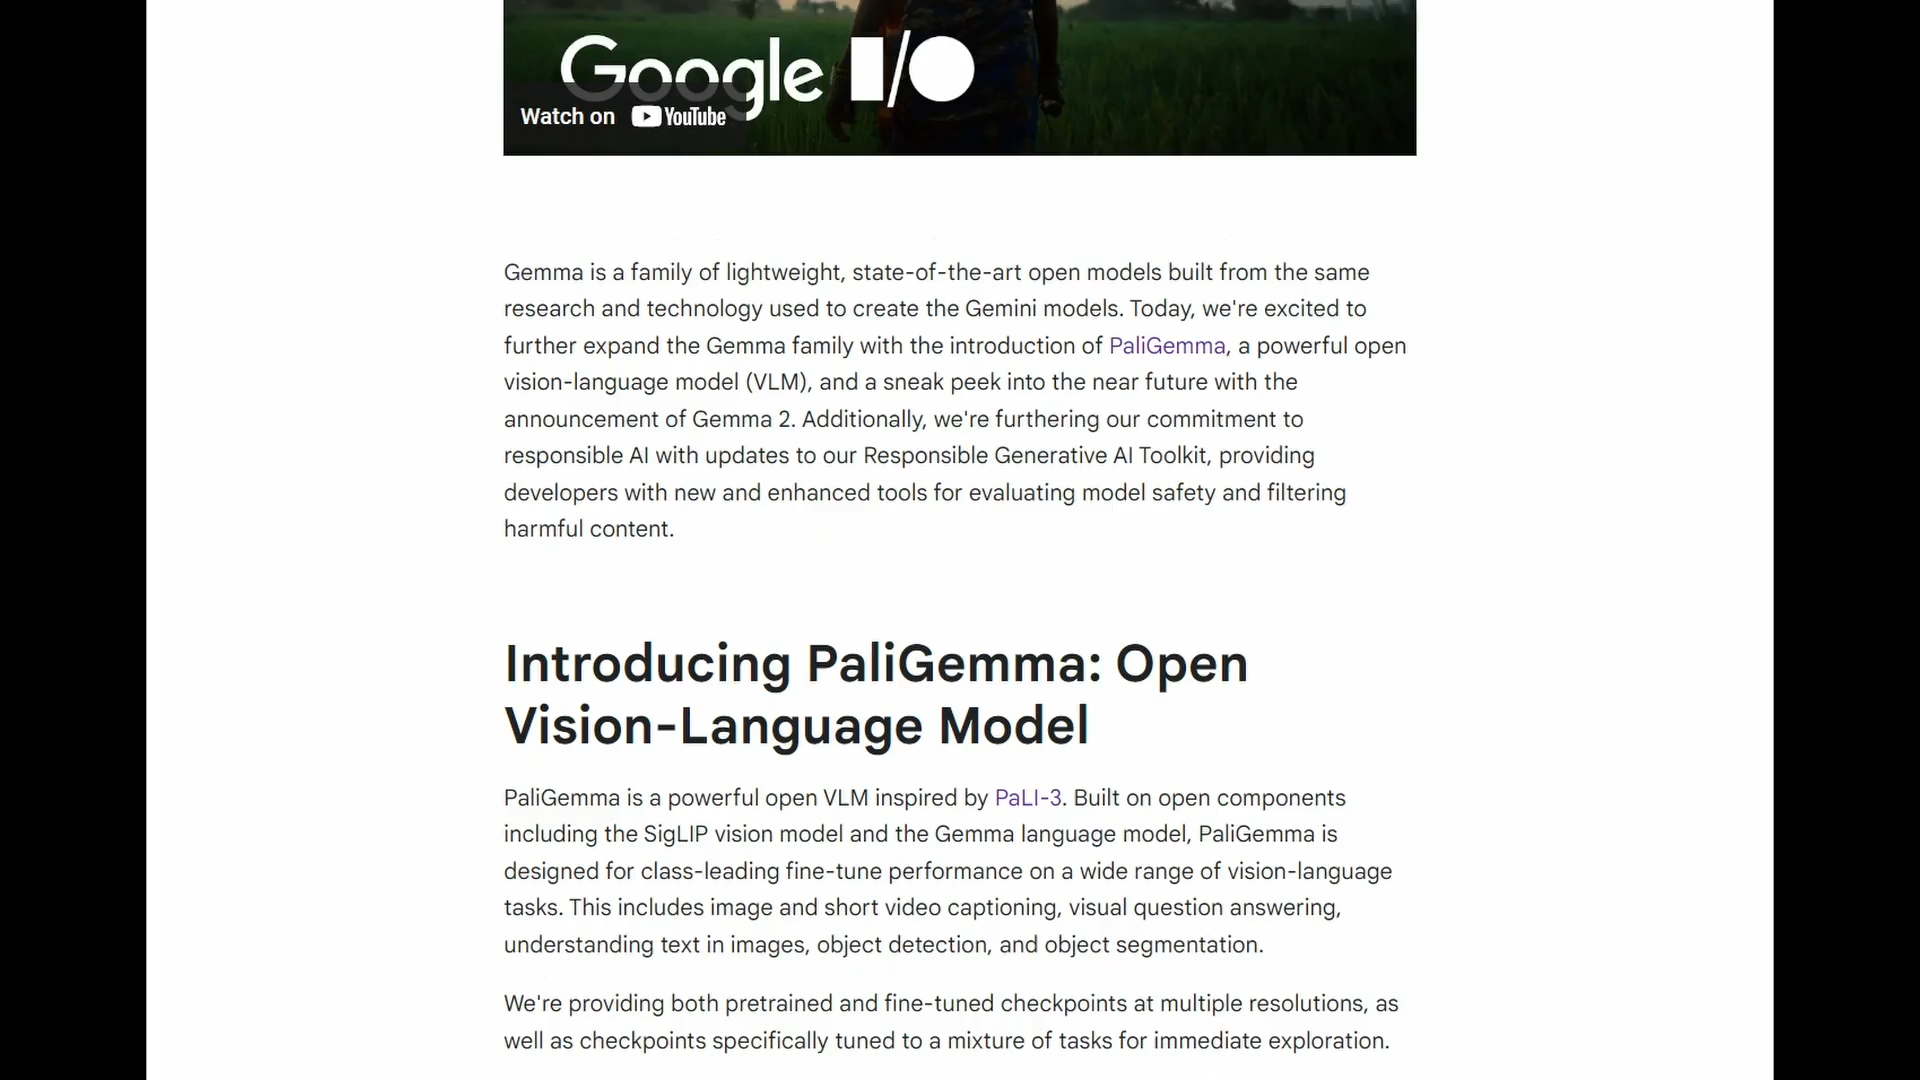 Google I/O
Watch on YouTube
Gemma is a family of lightweight, state-of-the-art open models built from the same
research and technology used to create the Gemini models. Today, we're excited to
further expand the Gemma family with the introduction of PaliGemma, a powerful open
vision-language model (VLM), and a sneak peek into the near future with the
announcement of Gemma 2. Additionally, we're furthering our commitment to
responsible AI with updates to our Responsible Generative AI Toolkit, providing
developers with new and enhanced tools for evaluating model safety and filtering
harmful content.
Introducing PaliGemma: Open
Vision-Language Model
PaliGemma is a powerful open VLM inspired by PaLI-3. Built on open components
including the SigLIP vision model and the Gemma language model, PaliGemma is
designed for class-leading fine-tune performance on a wide range of vision-language
tasks. This includes image and short video captioning, visual question answering,
understanding text in images, object detection, and object segmentation.
We're providing both pretrained and fine-tuned checkpoints at multiple resolutions, as
well as checkpoints specifically tuned to a mixture of tasks for immediate exploration.